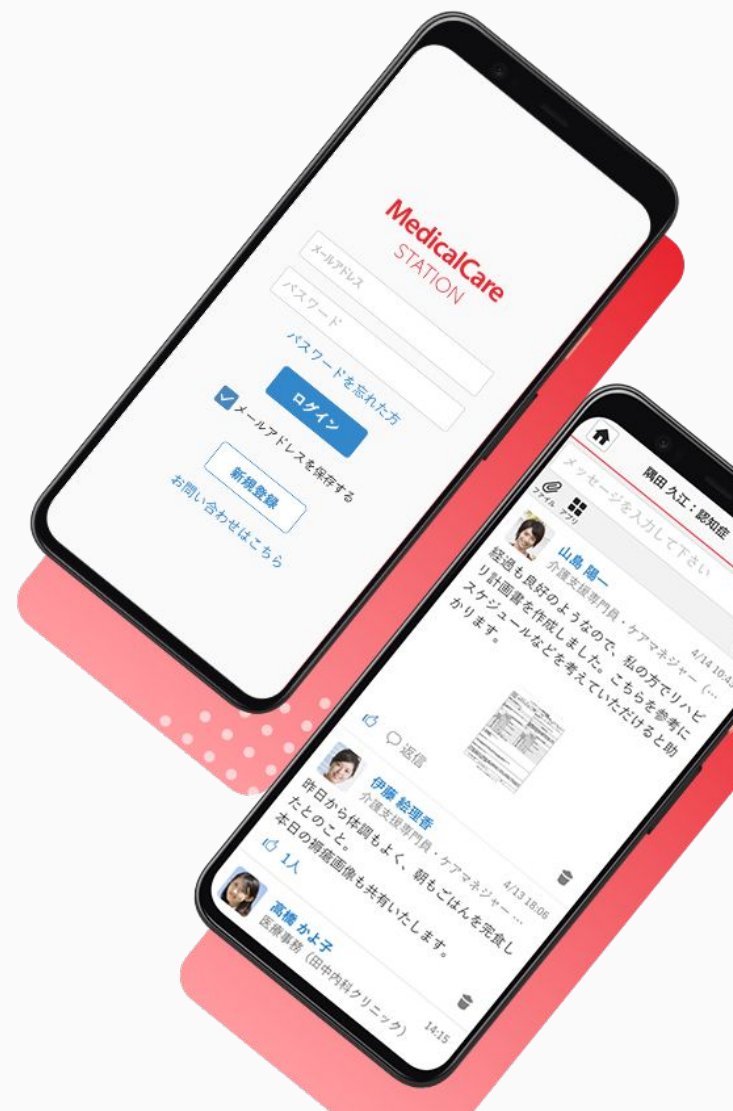 MedicalCare
STATION
メールアドレス
パスワード
パスワードを忘れた方
ログイン
メールアドレスを保存する
新規登録
お問い合わせはこちら
隅田 久江：認知症
メッセージを入力して下さい
ファイル アプリ
山島 陽一
介護支援専門員・ケアマネジャー（…
4/14 10:45
経過も良好のようなので、私の方でリハビ
リ計画書を作成しました。こちらを参考に
スケジュールなどを考えていただけると助
かります。
返信
伊藤 絵理香
介護支援専門員・ケアマネジャー …
4/13 18:06
昨日から体調もよく、朝もごはんを完食し
たとのこと。
本日の褥瘡画像も共有いたします。
1人
高橋 かよ子
医療事務（田中内科クリニック）
14:15